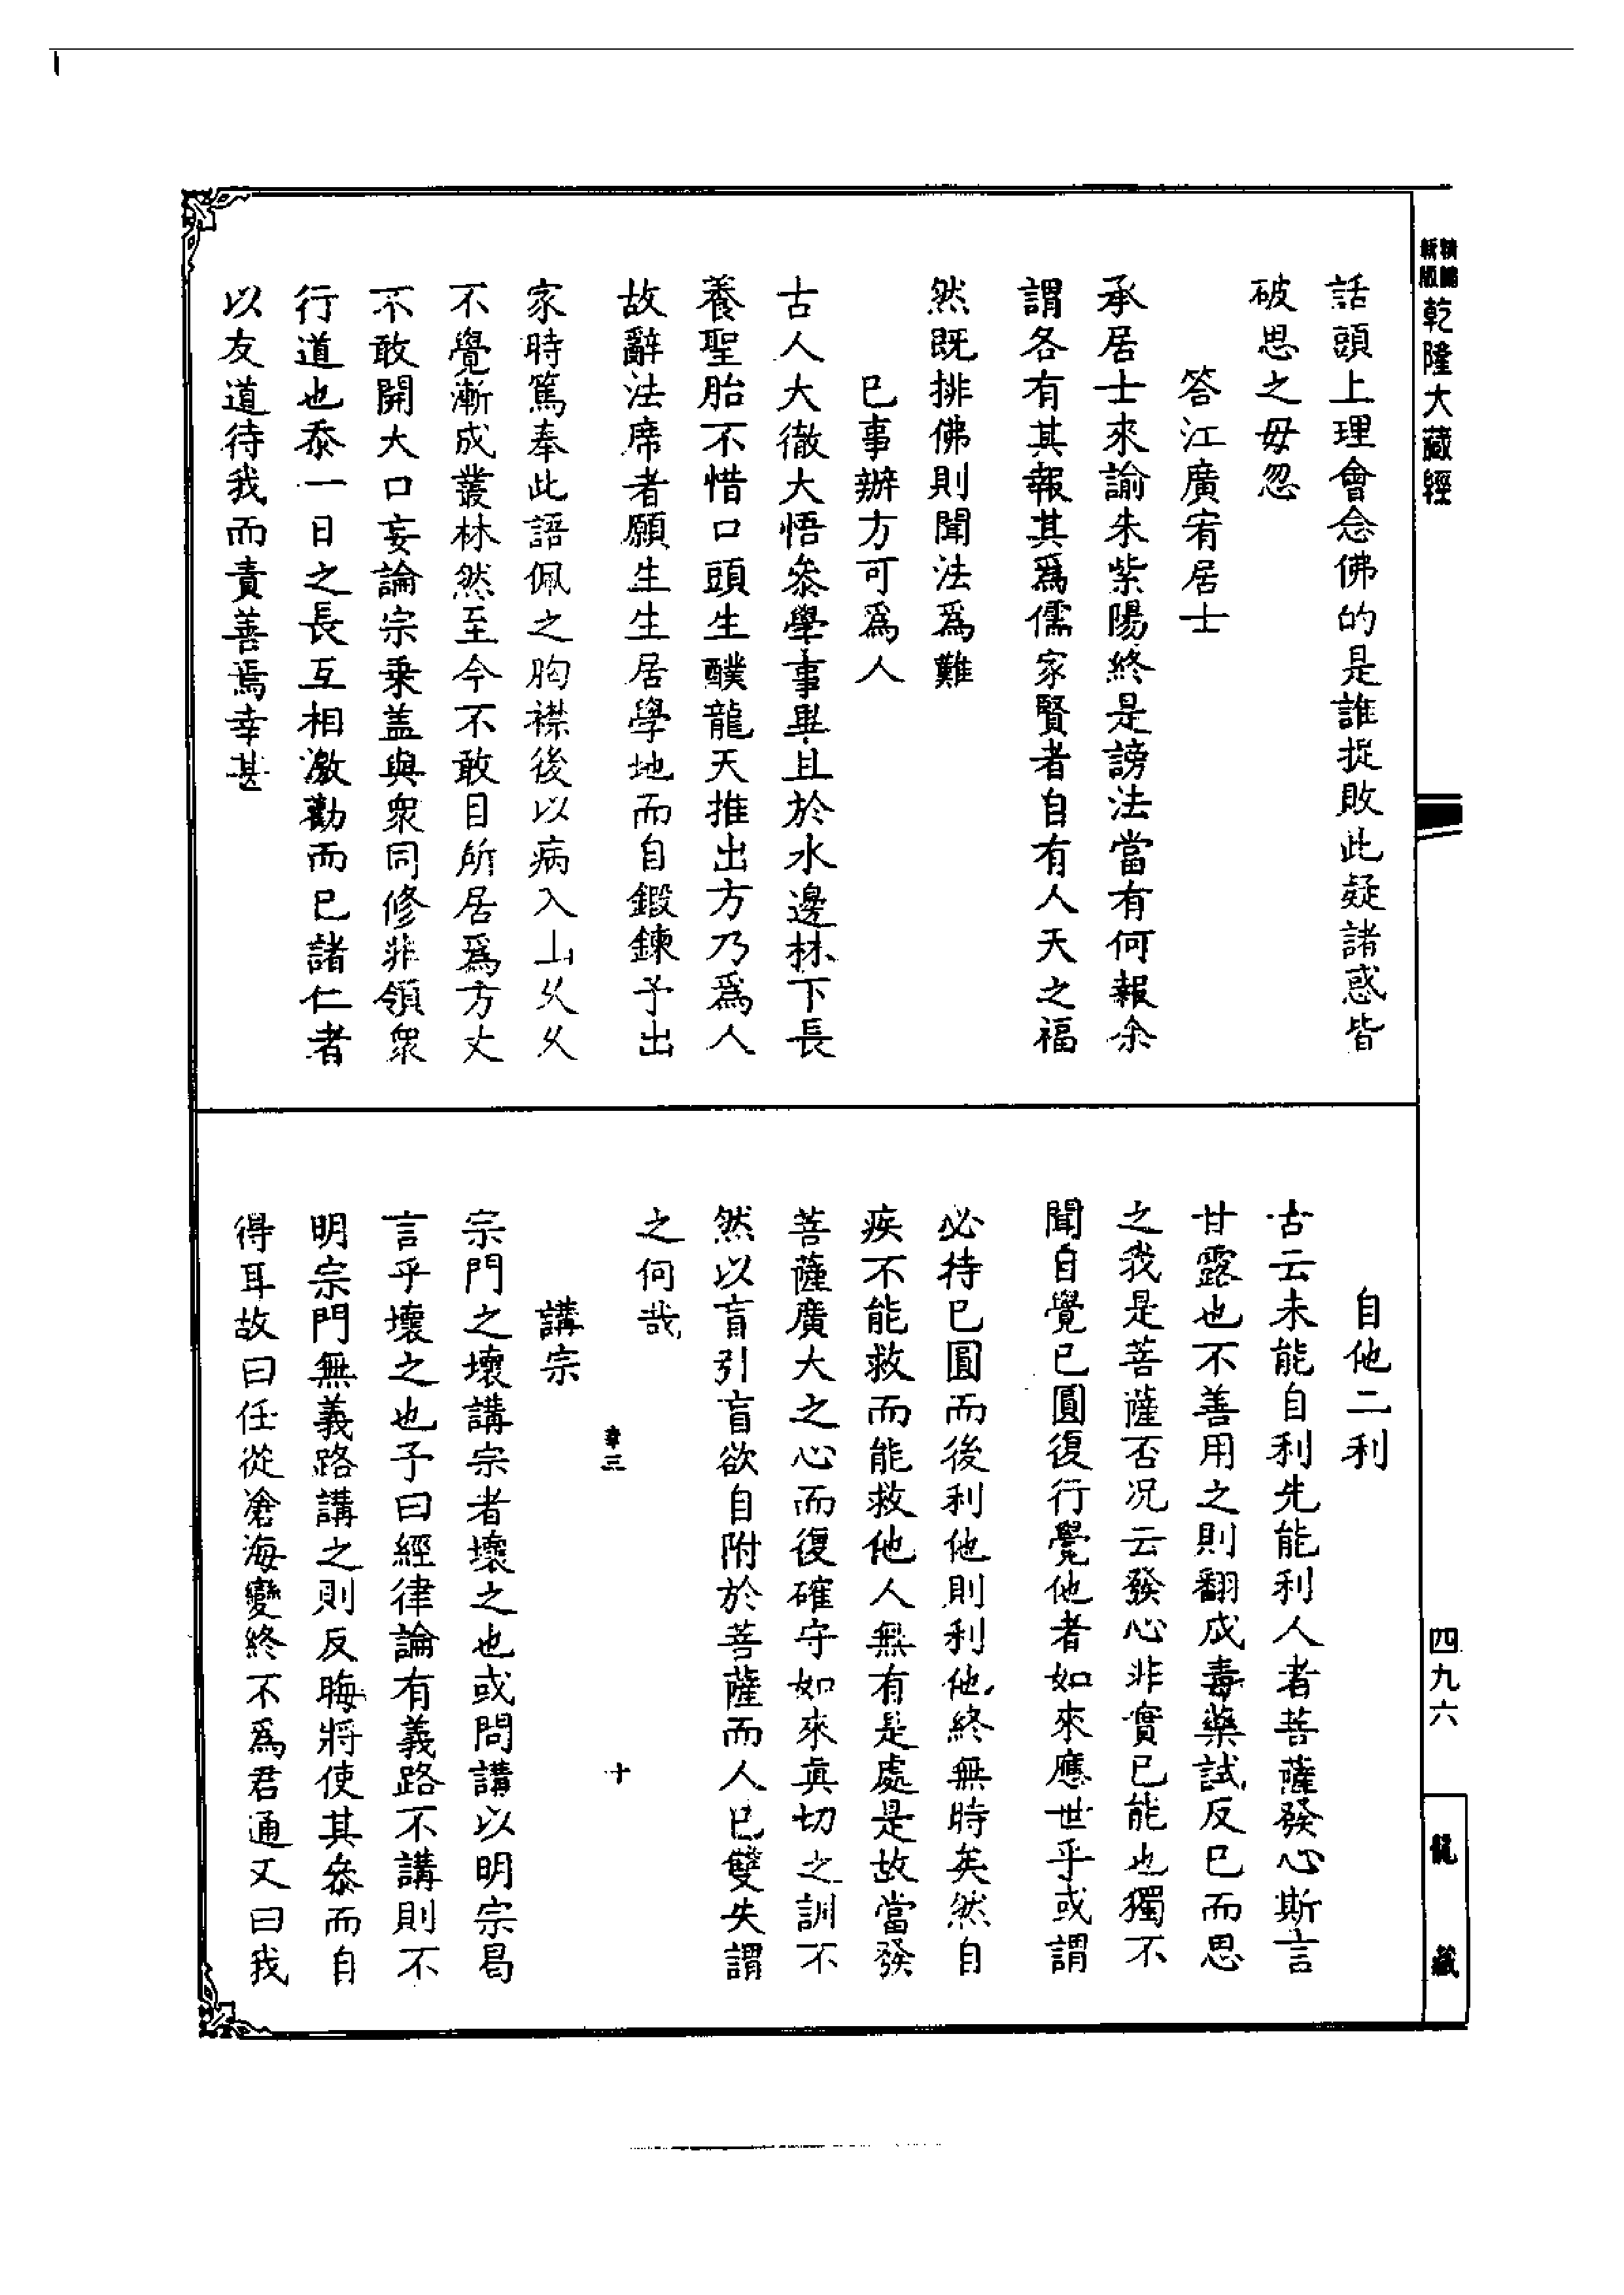 精編
新版
乾隆大藏經
話頭上理會念佛的是誰捉敗此疑諸惑皆
破思之毋忽
答江廣宥居士
承居士來諭朱紫陽終是謗法當有何報余
謂各有其報其爲儒家賢者自有人天之福
然既排佛則聞法爲難
已事辦方可爲人
古人大徹大悟叅學事畢且於水邊林下長
養聖胎不惜口頭生醭龍天推出方乃爲人
故辭法席者願生生居學地而自鍛鍊予出
家時篤奉此語佩之胸襟後以病入山久久
不覺漸成叢林然至今不敢目所居爲方丈
不敢開大口妄論宗乗盖與衆同修非領衆
行道也忝一日之長互相激勸而已諸仁者
以友道待我而責善焉幸甚
自他二利
古云未能自利先能利人者菩薩發心斯言
甘露也不善用之則翻成毒藥試反已而思
之我是菩薩否况云發心非實已能也獨不
聞自覺已圓復行覺他者如來應世乎或謂
必待已圓而後利他則利他終無時矣然自
疾不能救而能救他人無有是處是故當發
菩薩廣大之心而復確守如來眞切之訓不
然以盲引盲欲自附於菩薩而人已雙失謂
之何哉
章三
十
講宗
宗門之壞講宗者壞之也或問講以明宗曷
言乎壞之也予曰經律論有義路不講則不
明宗門無義路講之則反晦將使其叅而自
得耳故曰任從滄海變終不爲君通又曰我
四九六
龍藏